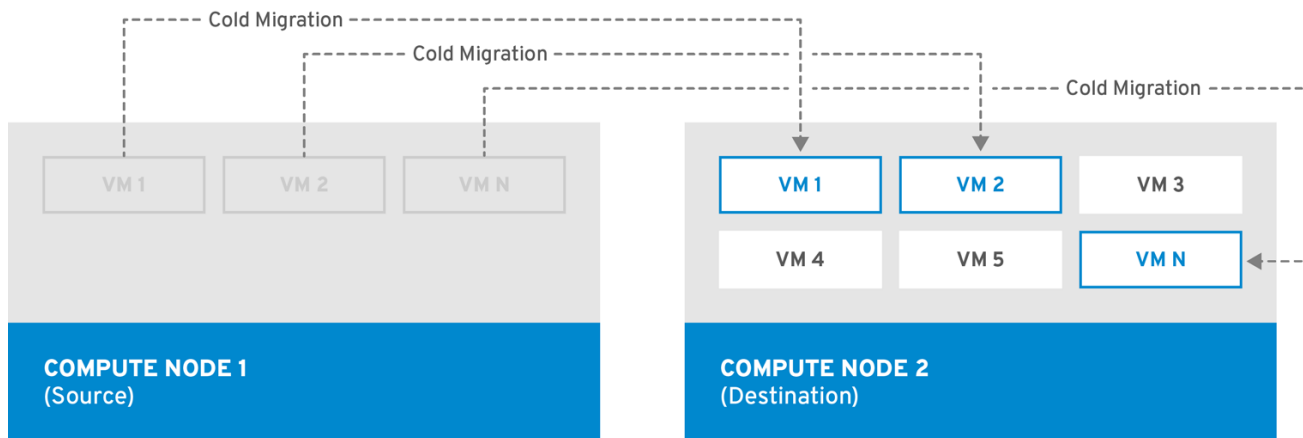 Cold Migration
Cold Migration
Cold Migration
VM 1
VM 2
VM N
VM 1
VM 2
VM 3
VM 4
VM 5
VM N
COMPUTE NODE 1
(Source)
COMPUTE NODE 2
(Destination)